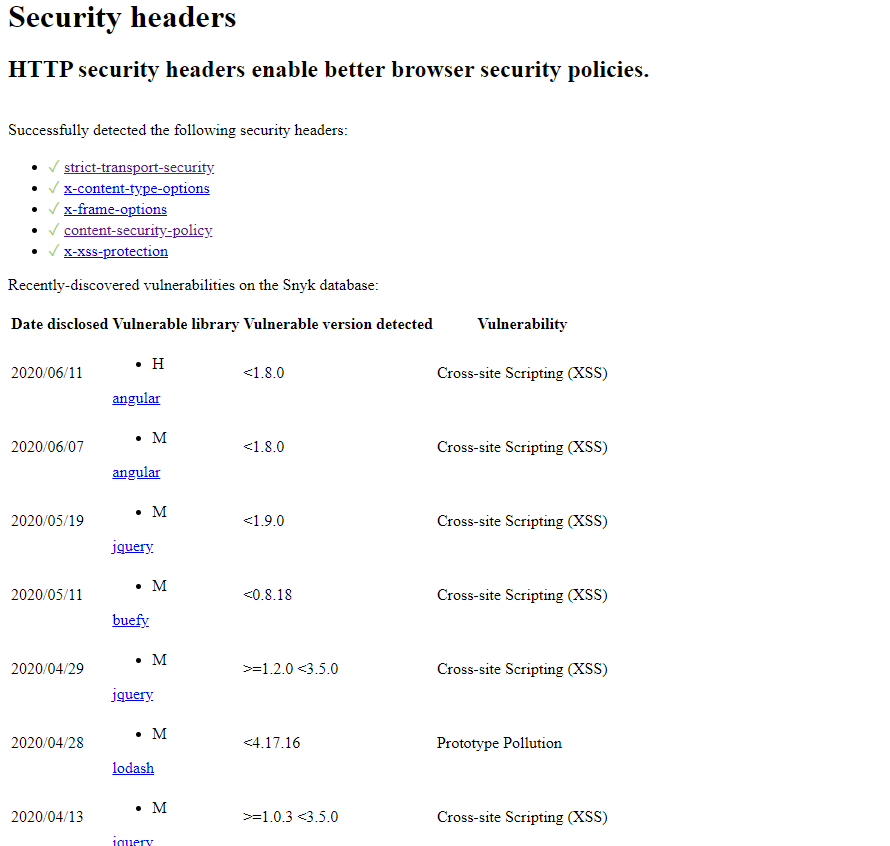 Security headers
HTTP security headers enable better browser security policies.
Successfully detected the following security headers:
✓ strict-transport-security
✓ x-content-type-options
✓ x-frame-options
✓ content-security-policy
✓ x-xss-protection
Recently-discovered vulnerabilities on the Snyk database:
Date disclosed Vulnerable library Vulnerable version detected Vulnerability
H
2020/06/11 <1.8.0 Cross-site Scripting (XSS)
angular
M
2020/06/07 <1.8.0 Cross-site Scripting (XSS)
angular
M
2020/05/19 <1.9.0 Cross-site Scripting (XSS)
jquery
M
2020/05/11 <0.8.18 Cross-site Scripting (XSS)
buefy
M
2020/04/29 >=1.2.0 <3.5.0 Cross-site Scripting (XSS)
jquery
M
2020/04/28 <4.17.16 Prototype Pollution
lodash
M
2020/04/13 >=1.0.3 <3.5.0 Cross-site Scripting (XSS)
jquery